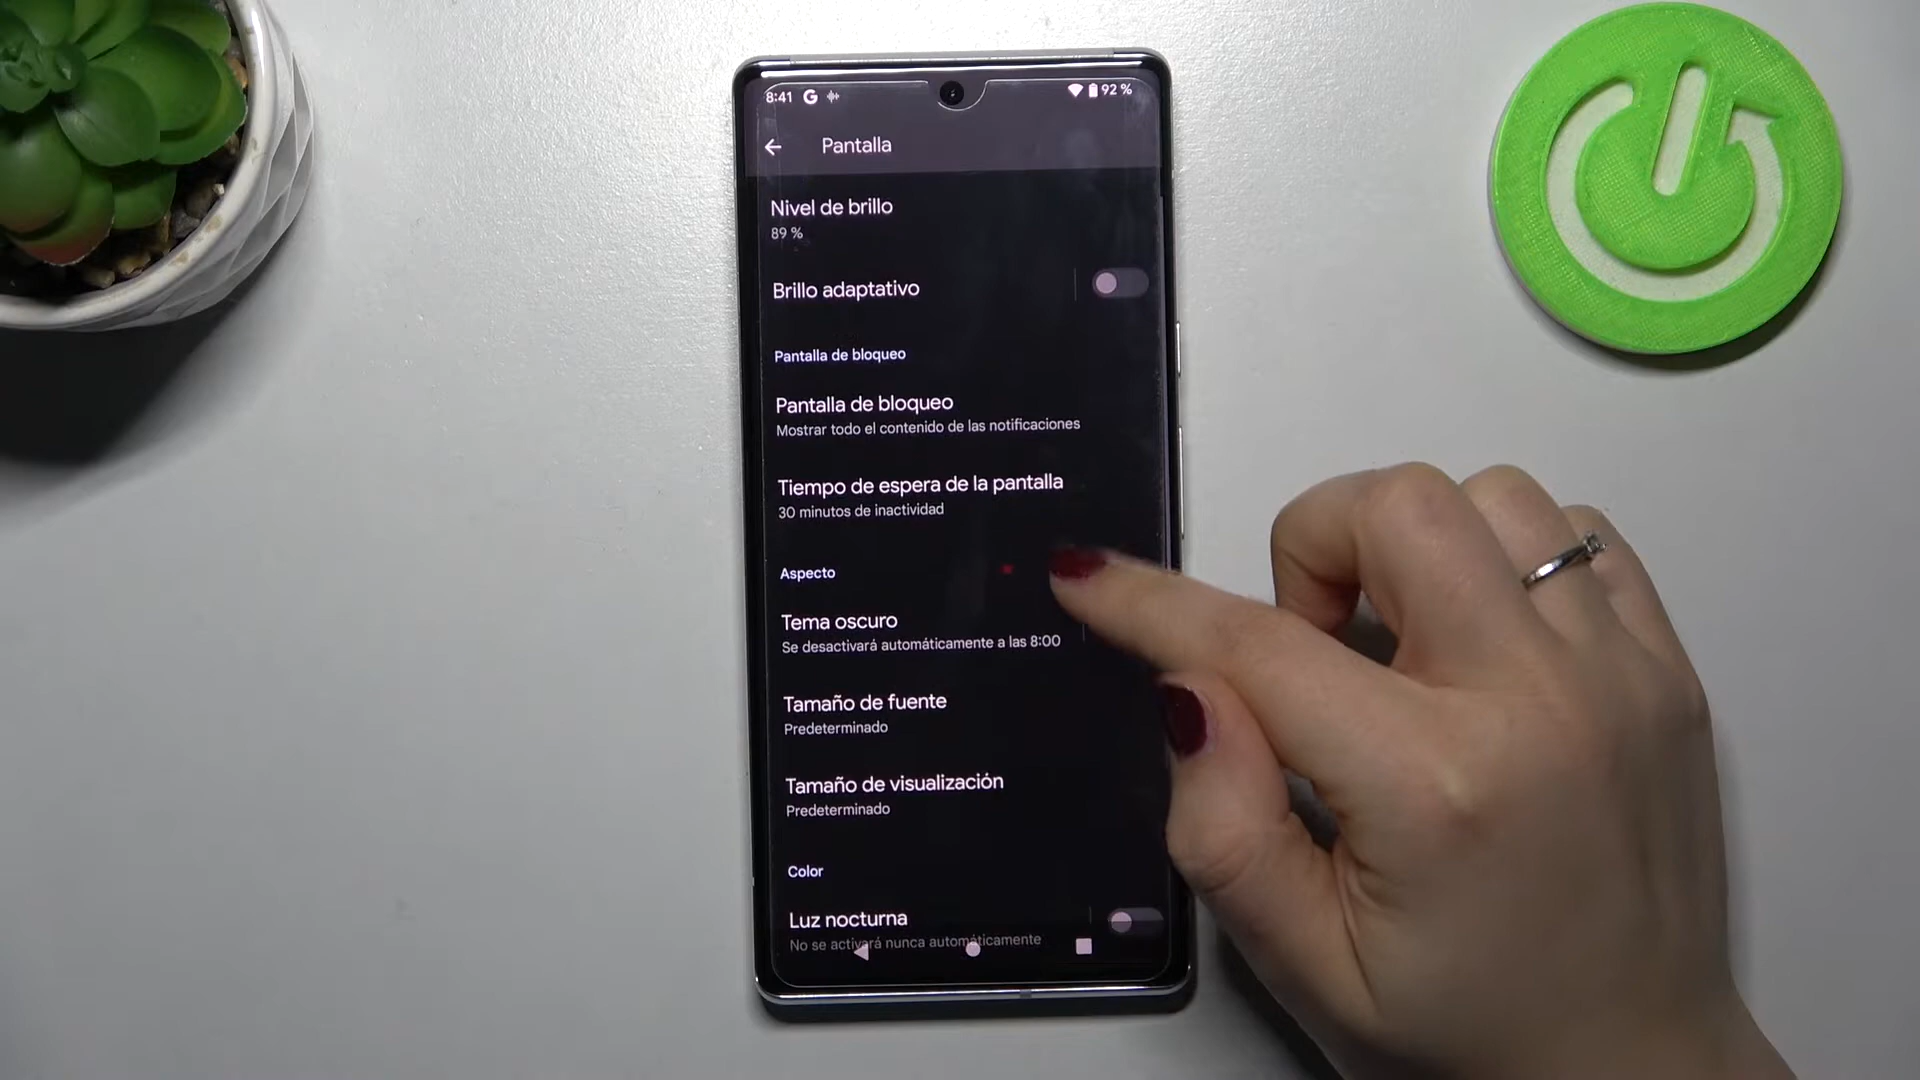 8:41 G 92 %
Pantalla
Nivel de brillo
89 %
Brillo adaptativo
Pantalla de bloqueo
Pantalla de bloqueo
Mostrar todo el contenido de las notificaciones
Tiempo de espera de la pantalla
30 minutos de inactividad
Aspecto
Tema oscuro
Se desactivará automáticamente a las 8:00
Tamaño de fuente
Predeterminado
Tamaño de visualización
Predeterminado
Color
Luz nocturna
No se activará nunca automáticamente